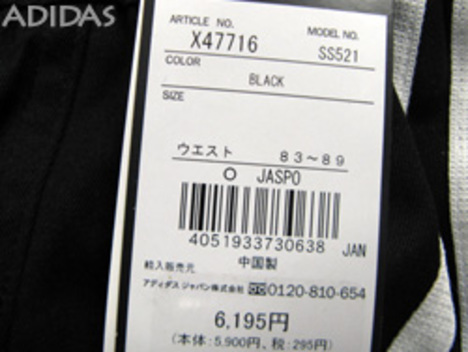 ADIDAS
ARTICLE NO. MODEL NO.
X47716 SS521
COLOR
BLACK
SIZE
ウエスト 83~89
O JASPO
4051933730638 JAN
中国製
輸入販売元
アディダス ジャパン株式会社 0120-810-654
6,195円
(本体:5,900円、税:295円)